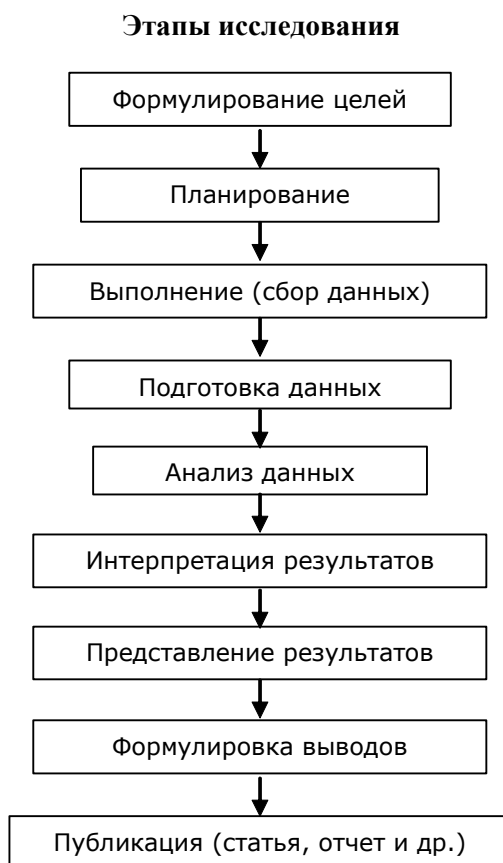 Этапы исследования
Формулирование целей
Планирование
Выполнение (сбор данных)
Подготовка данных
Анализ данных
Интерпретация результатов
Представление результатов
Формулировка выводов
Публикация (статья, отчет и др.)